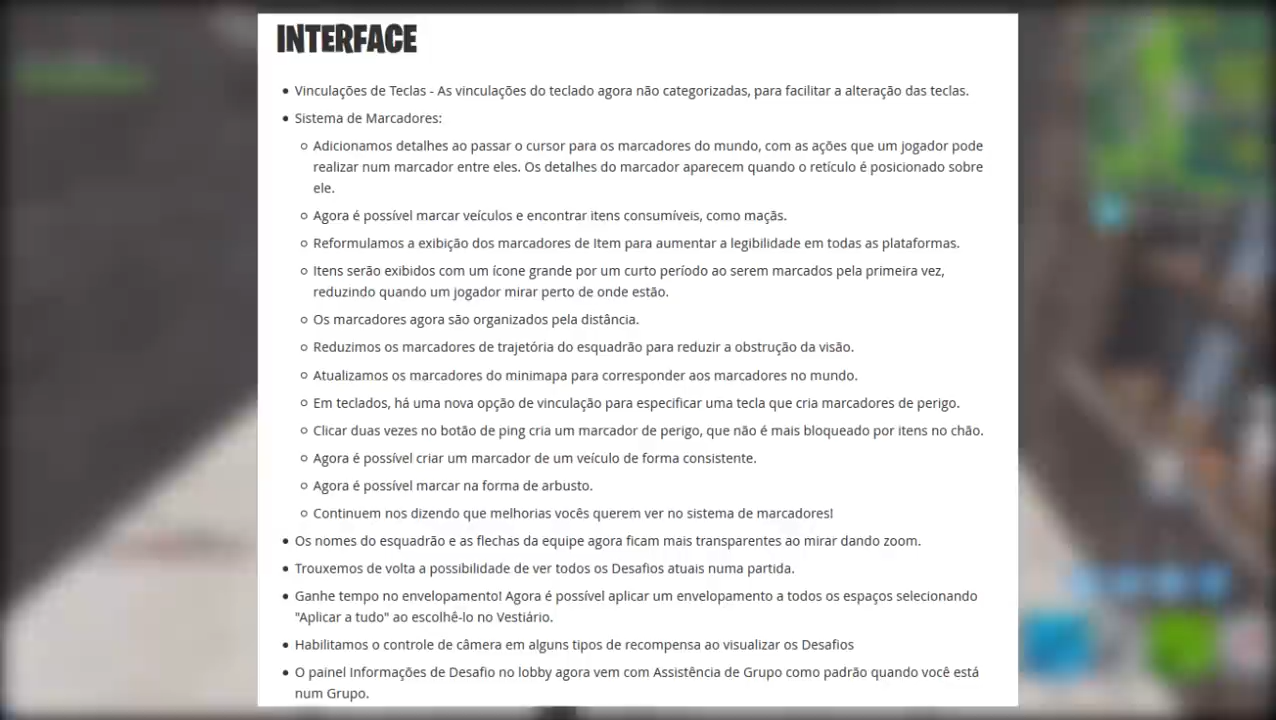 INTERFACE
Vinculações de Teclas - As vinculações do teclado agora não categorizadas, para facilitar a alteração das teclas.
Sistema de Marcadores:
Adicionamos detalhes ao passar o cursor para os marcadores do mundo, com as ações que um jogador pode
realizar num marcador entre eles. Os detalhes do marcador aparecem quando o retículo é posicionado sobre
ele.
Agora é possível marcar veículos e encontrar itens consumíveis, como maçãs.
Reformulamos a exibição dos marcadores de Item para aumentar a legibilidade em todas as plataformas.
Itens serão exibidos com um ícone grande por um curto período ao serem marcados pela primeira vez,
reduzindo quando um jogador mirar perto de onde estão.
Os marcadores agora são organizados pela distância.
Reduzimos os marcadores de trajetória do esquadrão para reduzir a obstrução da visão.
Atualizamos os marcadores do minimapa para corresponder aos marcadores no mundo.
Em teclados, há uma nova opção de vinculação para especificar uma tecla que cria marcadores de perigo.
Clicar duas vezes no botão de ping cria um marcador de perigo, que não é mais bloqueado por itens no chão.
Agora é possível criar um marcador de um veículo de forma consistente.
Agora é possível marcar na forma de arbusto.
Continuem nos dizendo que melhorias vocês querem ver no sistema de marcadores!
Os nomes do esquadrão e as flechas da equipe agora ficam mais transparentes ao mirar dando zoom.
Trouxemos de volta a possibilidade de ver todos os Desafios atuais numa partida.
Ganhe tempo no envelopamento! Agora é possível aplicar um envelopamento a todos os espaços selecionando
"Aplicar a tudo" ao escolhê-lo no Vestiário.
Habilitamos o controle de câmera em alguns tipos de recompensa ao visualizar os Desafios
O painel Informações de Desafio no lobby agora vem com Assistência de Grupo como padrão quando você está
num Grupo.